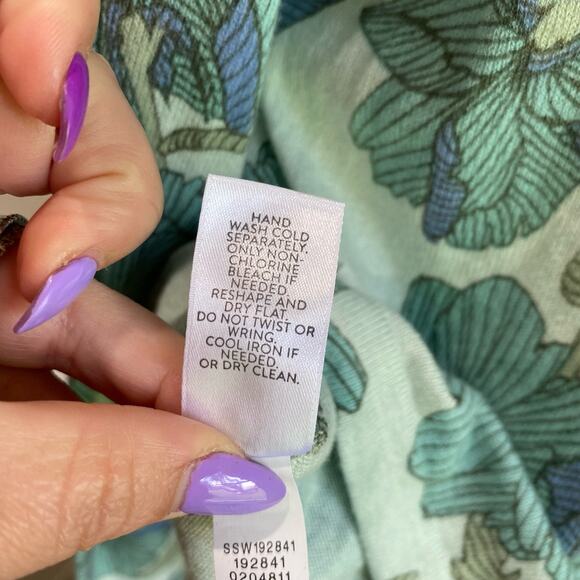 HAND
WASH COLD
SEPARATELY.
ONLY NON-
CHLORINE
BLEACH IF
NEEDED.
RESHAPE AND
DRY FLAT.
DO NOT TWIST OR
WRING.
COOL IRON IF
NEEDED.
OR DRY CLEAN.
SSW192841
192841
0204811